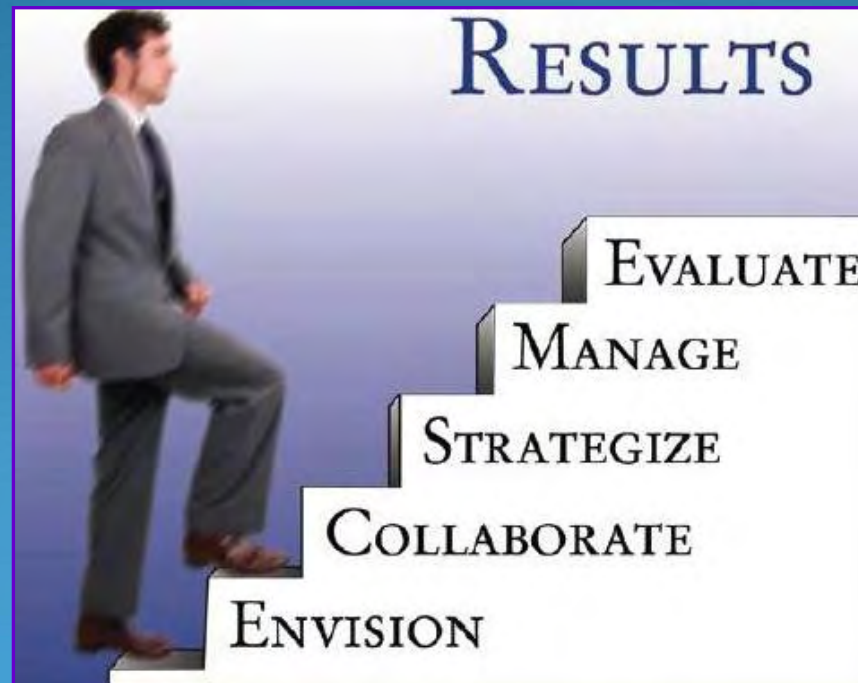 RESULTS
EVALUATE
MANAGE
STRATEGIZE
COLLABORATE
ENVISION